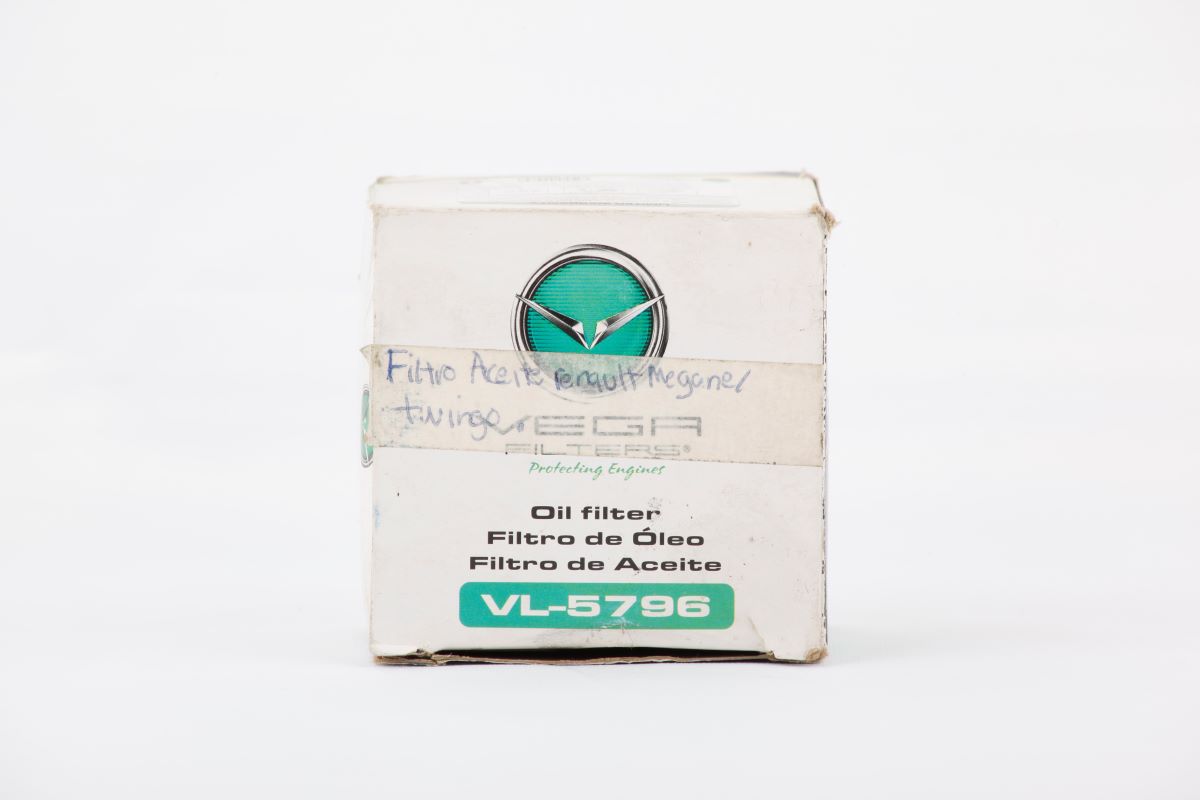 Filtro Aceite renault Megane/
twingo.
VEGA
FILTERS®
Protecting Engines
Oil filter
Filtro de Óleo
Filtro de Aceite
VL-5796